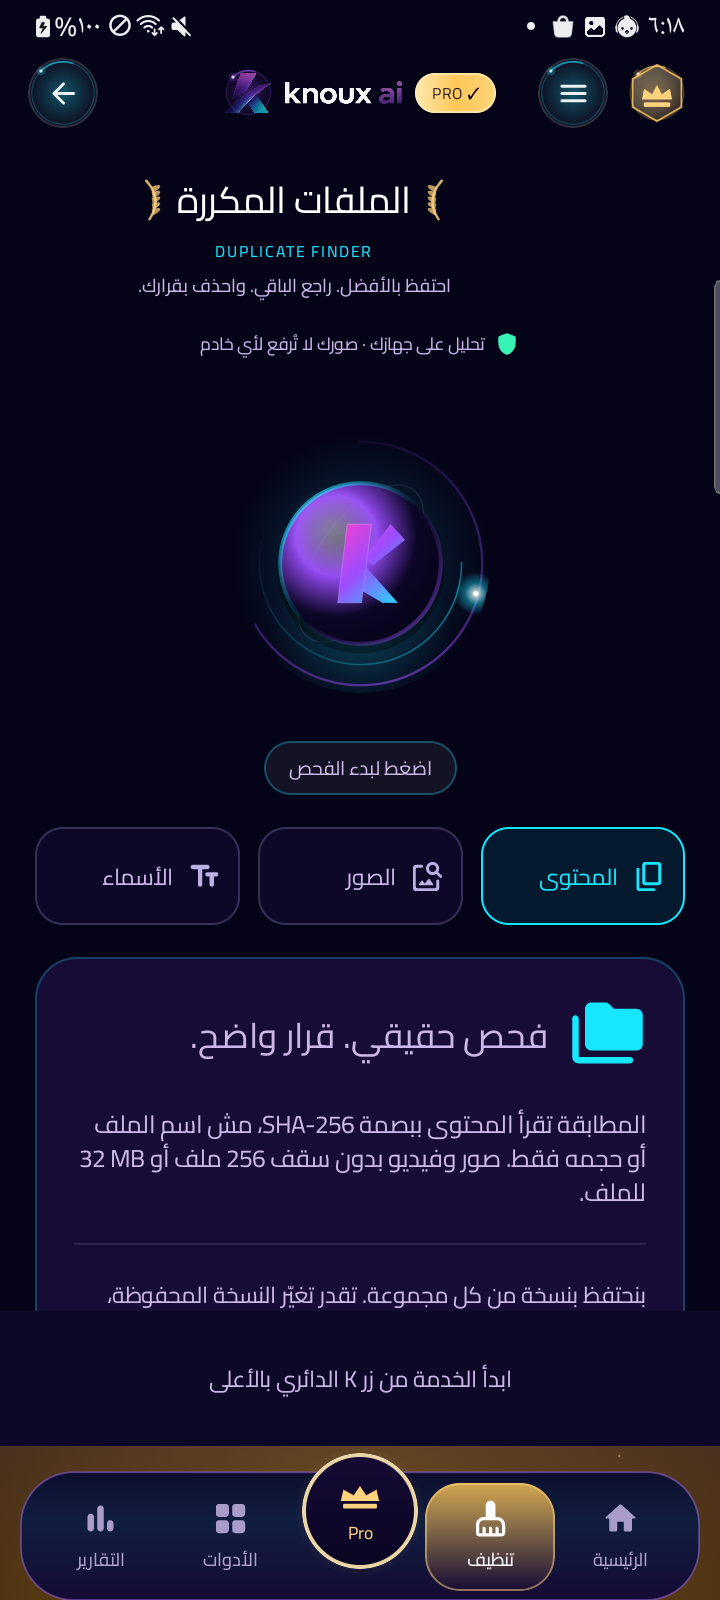 ٦:١٨
%١٠٠
knoux ai
PRO ✓
الملفات المكررة
DUPLICATE FINDER
احتفظ بالأفضل. راجع الباقي. واحذف بقرارك.
تحليل على جهازك · صورك لا تُرفع لأي خادم
اضغط لبدء الفحص
المحتوى
الصور
الأسماء
فحص حقيقي. قرار واضح.
المطابقة تقرأ المحتوى ببصمة SHA-256، مش اسم الملف
أو حجمه فقط. صور وفيديو بدون سقف 256 ملف أو 32 MB
للملف.
بنحتفظ بنسخة من كل مجموعة. تقدر تغيّر النسخة المحفوظة،
ابدأ الخدمة من زر K الدائري بالأعلى
الرئيسية
تنظيف
Pro
الأدوات
التقارير